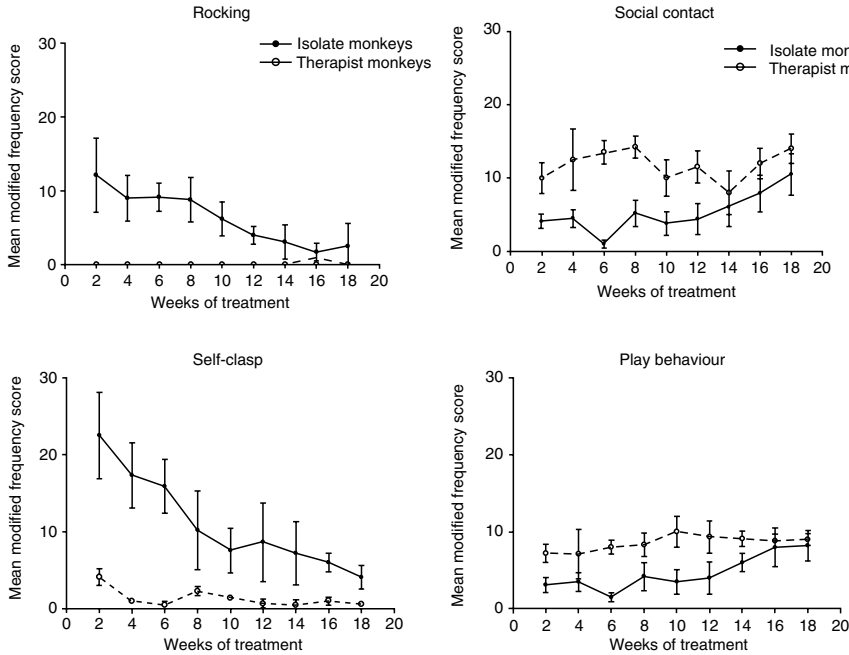 Rocking
30
20
10
0
Mean modified frequency score
Isolate monkeys
Therapist monkeys
0 2 4 6 8 10 12 14 16 18 20
Weeks of treatment
Social contact
30
20
10
0
Mean modified frequency score
Isolate mon
Therapist m
0 2 4 6 8 10 12 14 16 18 20
Weeks of treatment
Self-clasp
30
20
10
0
Mean modified frequency score
0 2 4 6 8 10 12 14 16 18 20
Weeks of treatment
Play behaviour
30
20
10
0
Mean modified frequency score
0 2 4 6 8 10 12 14 16 18 20
Weeks of treatment